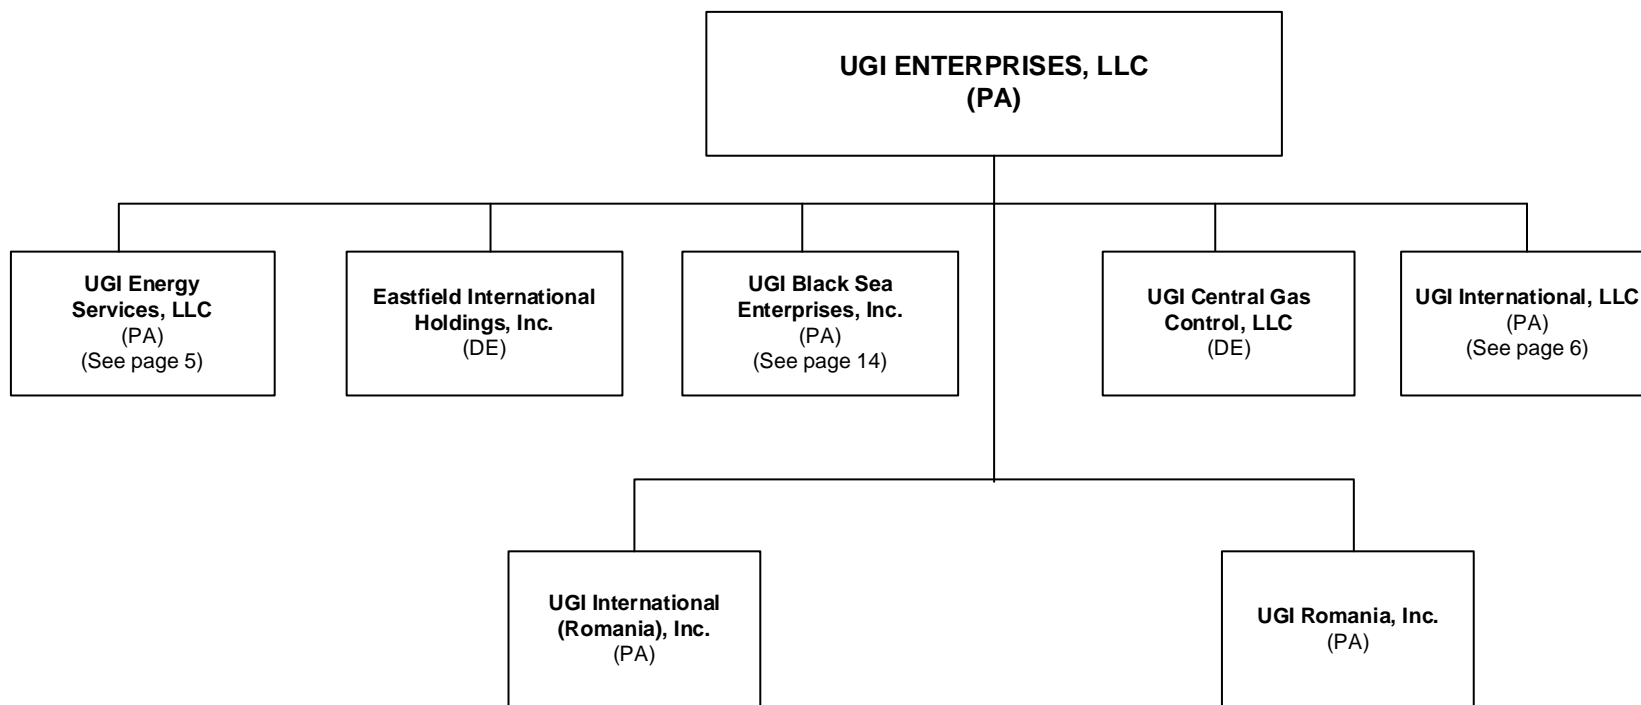 UGI ENTERPRISES, LLC
(PA)
UGI Energy
Services, LLC
(PA)
(See page 5)
Eastfield International
Holdings, Inc.
(DE)
UGI Black Sea
Enterprises, Inc.
(PA)
(See page 14)
UGI Central Gas
Control, LLC
(DE)
UGI International, LLC
(PA)
(See page 6)
UGI International
(Romania), Inc.
(PA)
UGI Romania, Inc.
(PA)